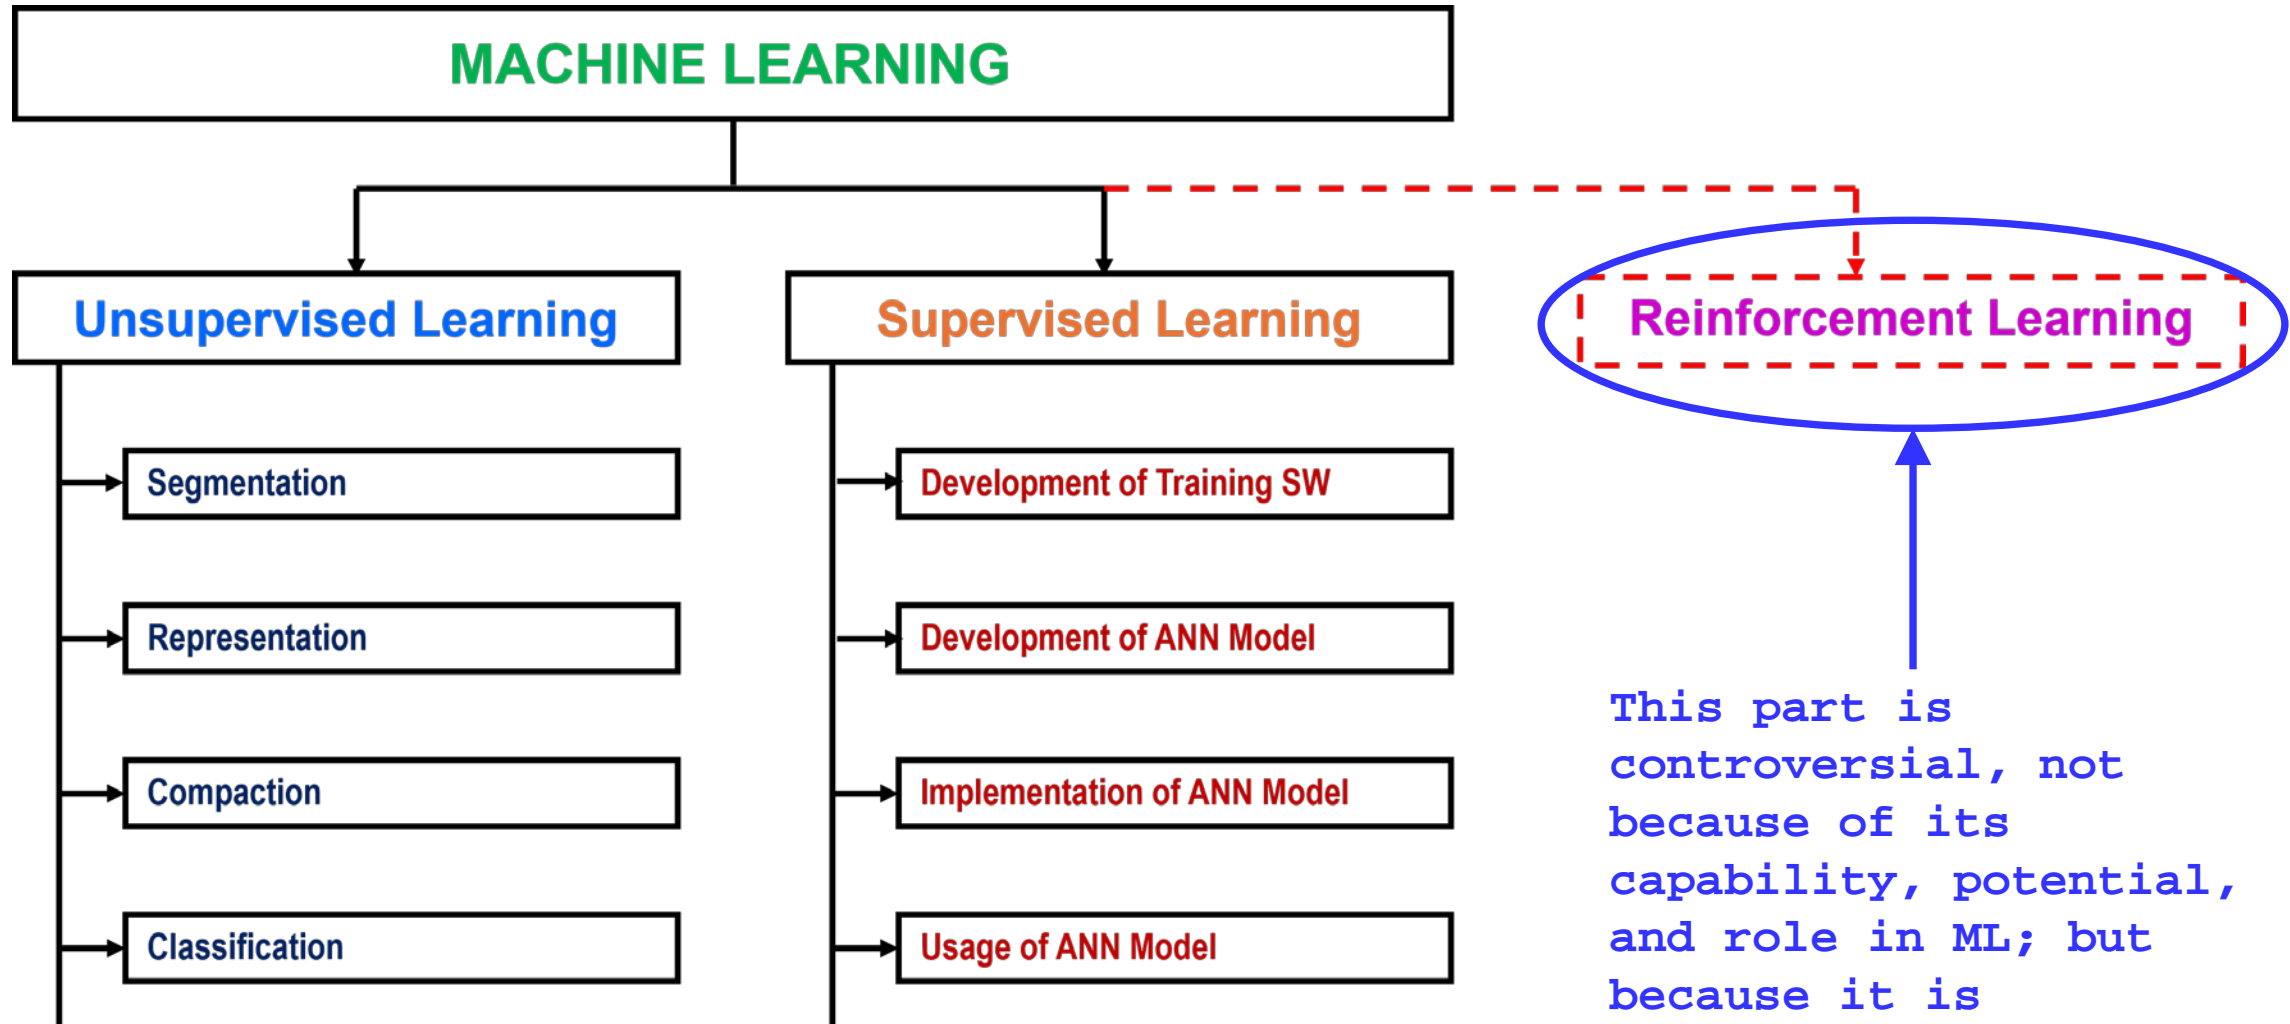 MACHINE LEARNING
Unsupervised Learning
Supervised Learning
Reinforcement Learning
Segmentation
Representation
Compaction
Classification
Development of Training SW
Development of ANN Model
Implementation of ANN Model
Usage of ANN Model
This part is
controversial, not
because of its
capability, potential,
and role in ML; but
because it is